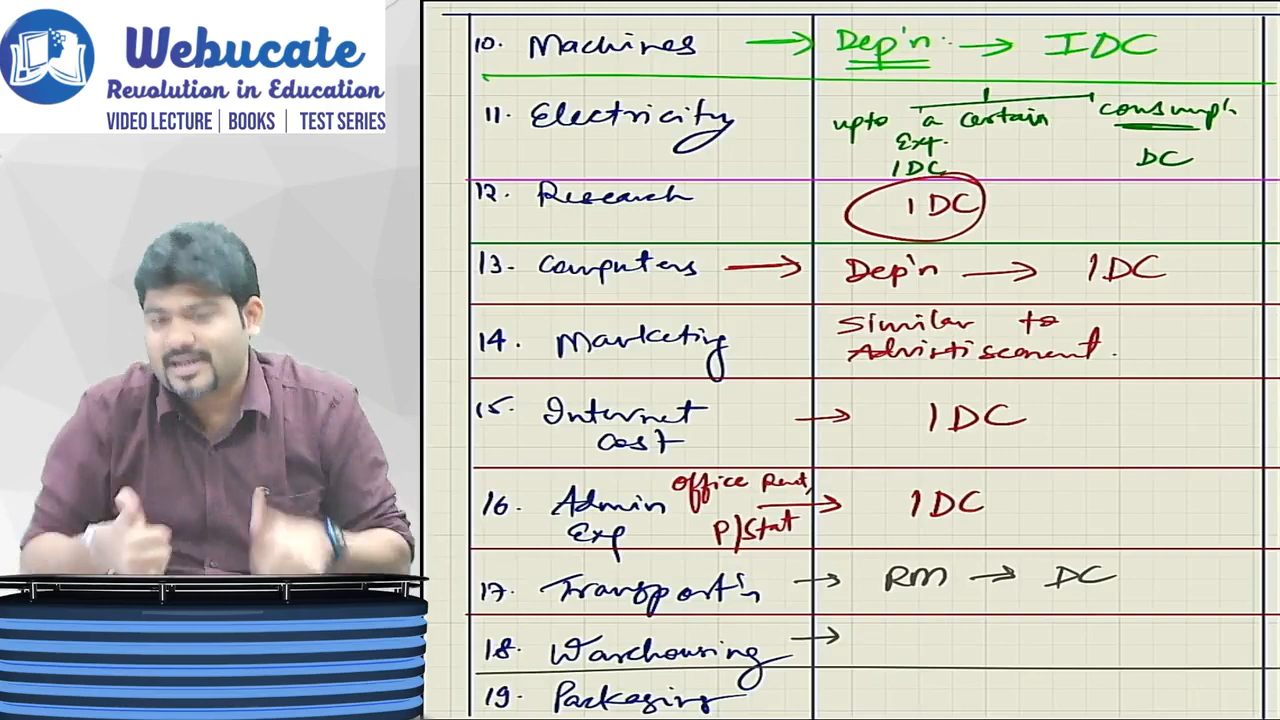 Webucate
Revolution in Education
VIDEO LECTURE | BOOKS | TEST SERIES
10. Machines → Dep'n. → IDC
11. Electricity upto a certain Exp. IDC consumpt'n DC
12. Research IDC
13. Computers → Dep'n → IDC
14. Marketing Similar to Advirtisement.
15. Internet Cost → IDC
16. Admin Exp office Rent, P/Stat → IDC
17. Transport'n → RM → DC
18. Warehousing →
19. Packaging